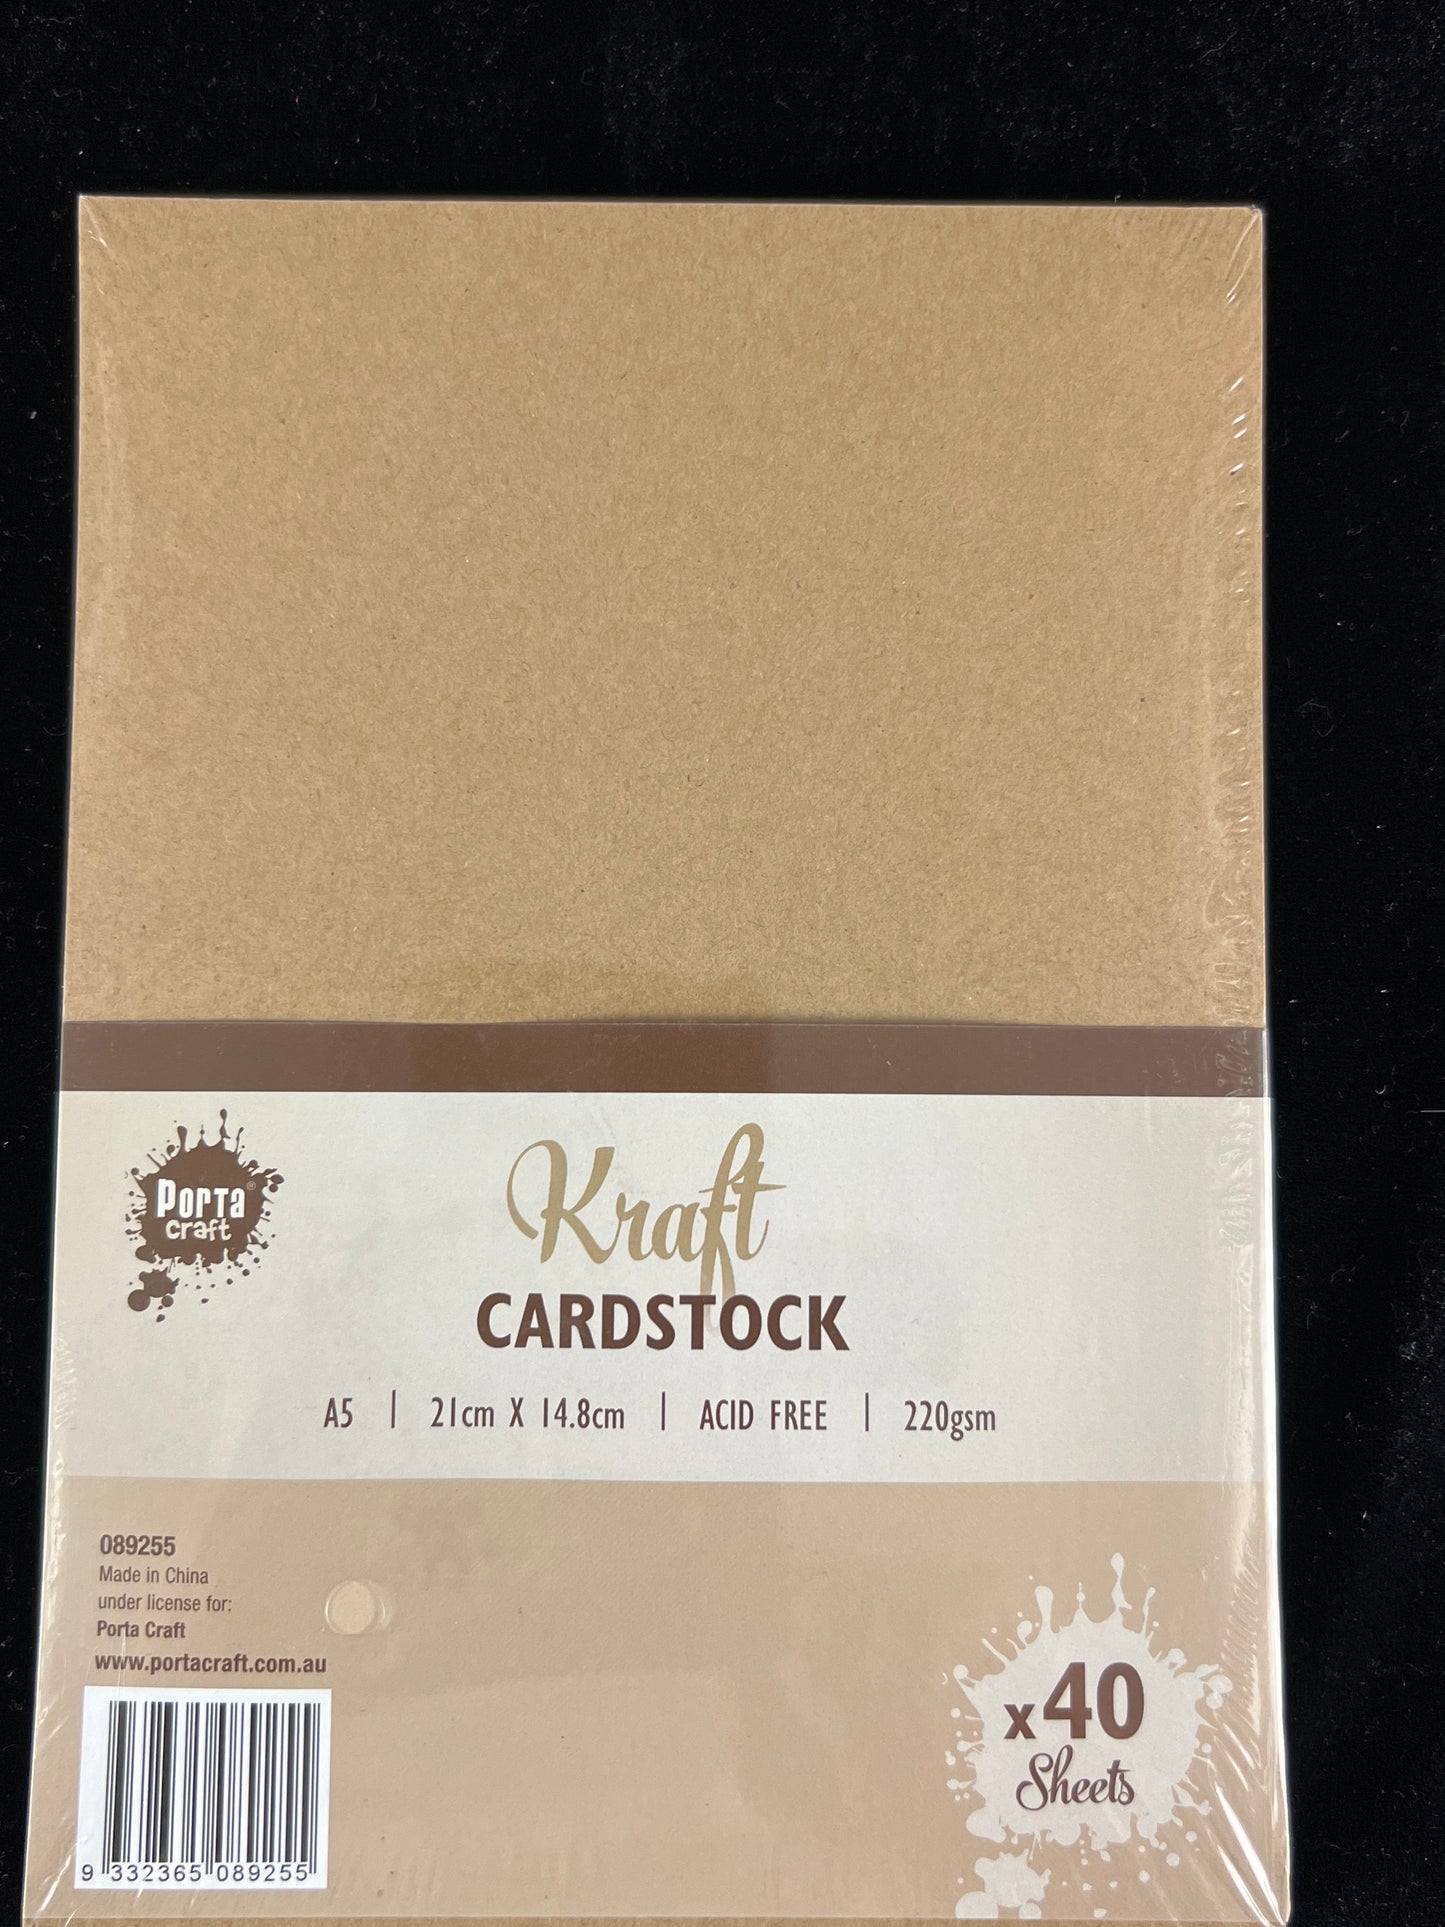 PORTA®
craft
Kraft
CARDSTOCK
A5 | 21cm X 14.8cm | ACID FREE | 220gsm
089255
Made in China
under license for:
Porta Craft
www.portacraft.com.au
x40
Sheets
9 332365 089255